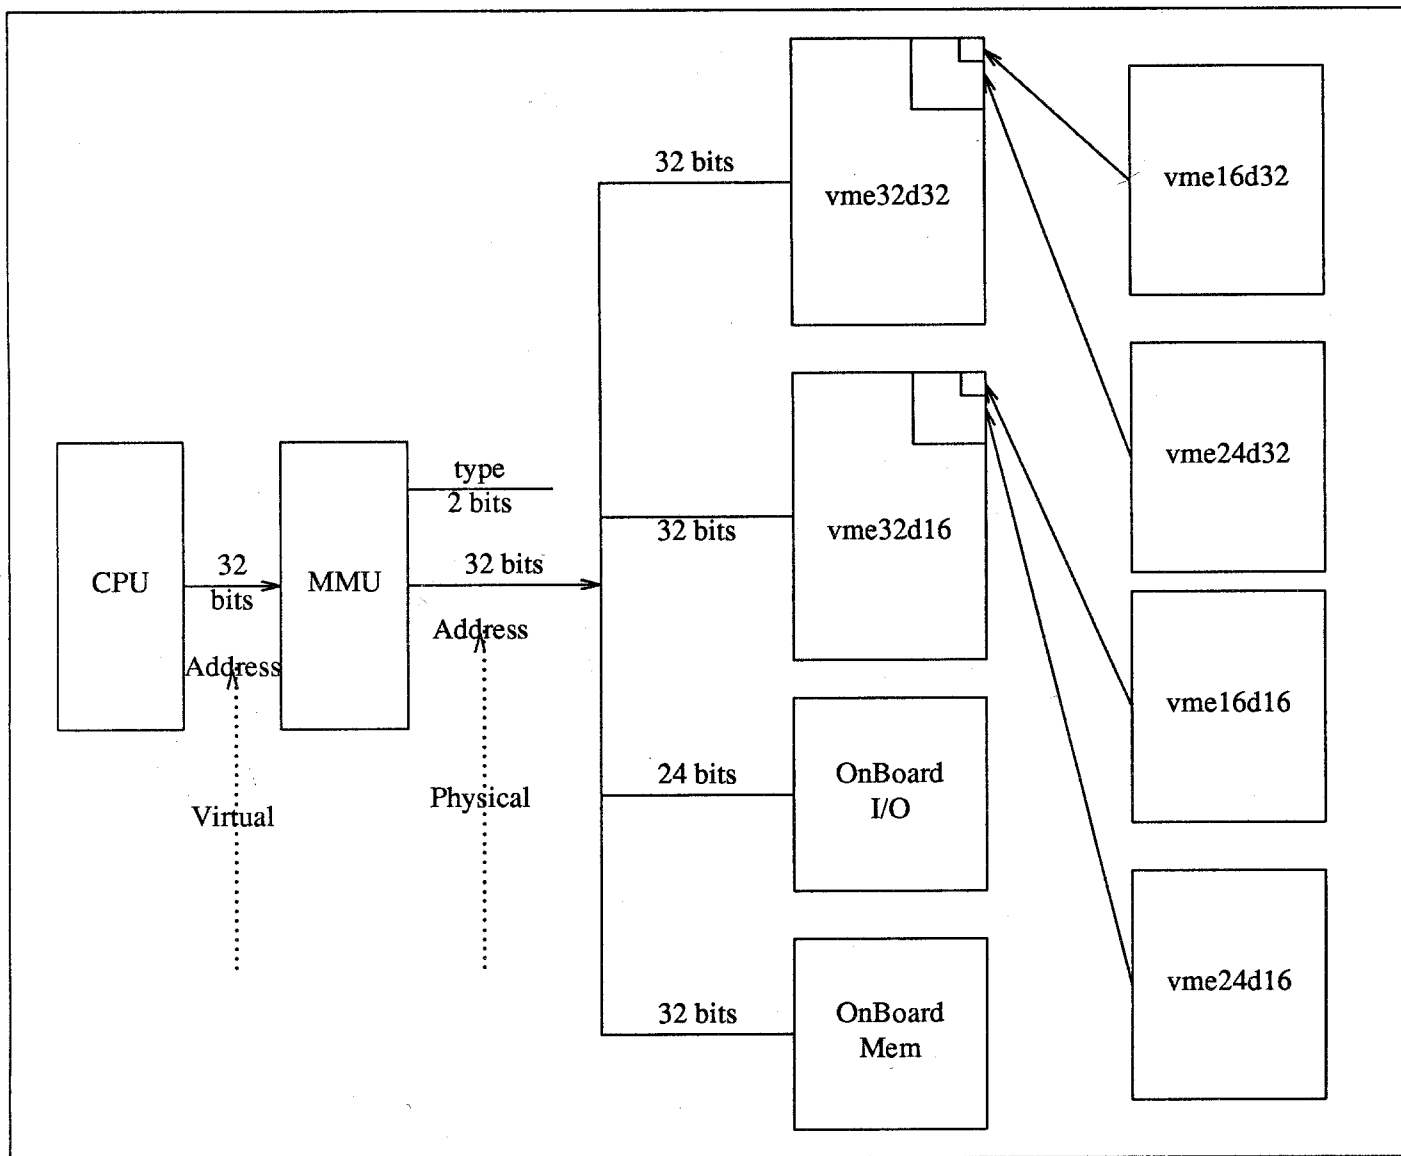 32 bits
vme32d32
vme16d32
type
2 bits
32 bits
vme32d16
vme24d32
CPU
32
bits
MMU
32 bits
Address
Address
vme16d16
Virtual
Physical
24 bits
OnBoard
I/O
32 bits
OnBoard
Mem
vme24d16